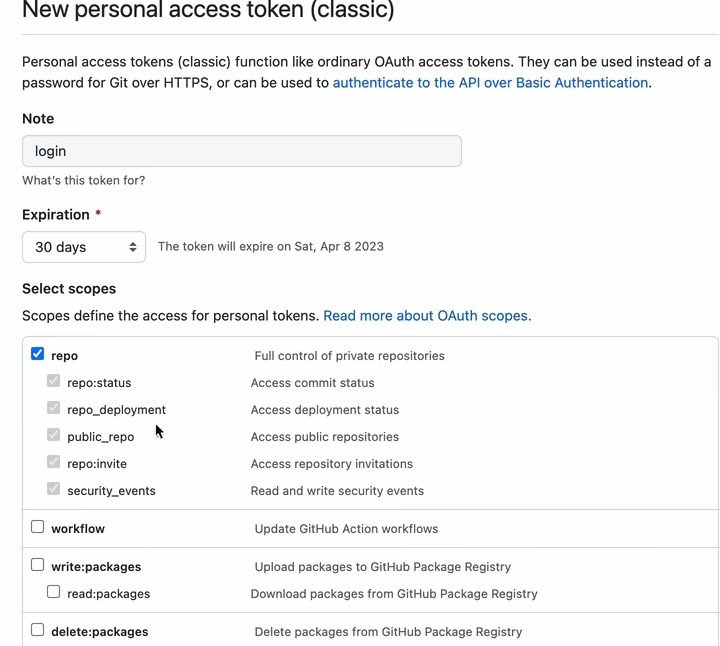 New personal access token (classic)
Personal access tokens (classic) function like ordinary OAuth access tokens. They can be used instead of a
password for Git over HTTPS, or can be used to authenticate to the API over Basic Authentication.
Note
login
What's this token for?
Expiration *
30 days The token will expire on Sat, Apr 8 2023
Select scopes
Scopes define the access for personal tokens. Read more about OAuth scopes.
repo Full control of private repositories
repo:status Access commit status
repo_deployment Access deployment status
public_repo Access public repositories
repo:invite Access repository invitations
security_events Read and write security events
workflow Update GitHub Action workflows
write:packages Upload packages to GitHub Package Registry
read:packages Download packages from GitHub Package Registry
delete:packages Delete packages from GitHub Package Registry